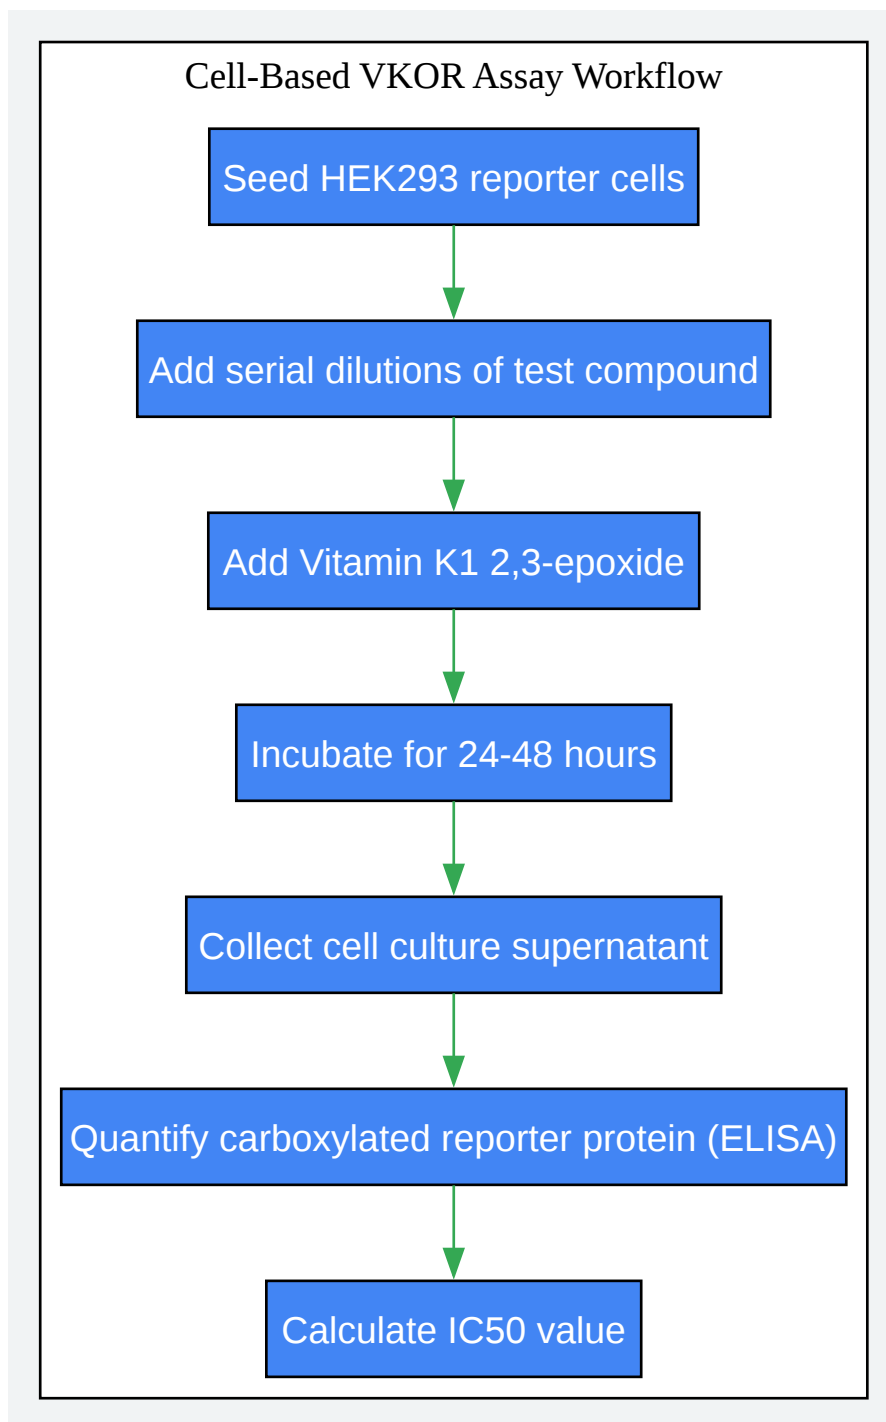 Cell-Based VKOR Assay Workflow
Seed HEK293 reporter cells
Add serial dilutions of test compound
Add Vitamin K1 2,3-epoxide
Incubate for 24-48 hours
Collect cell culture supernatant
Quantify carboxylated reporter protein (ELISA)
Calculate IC50 value